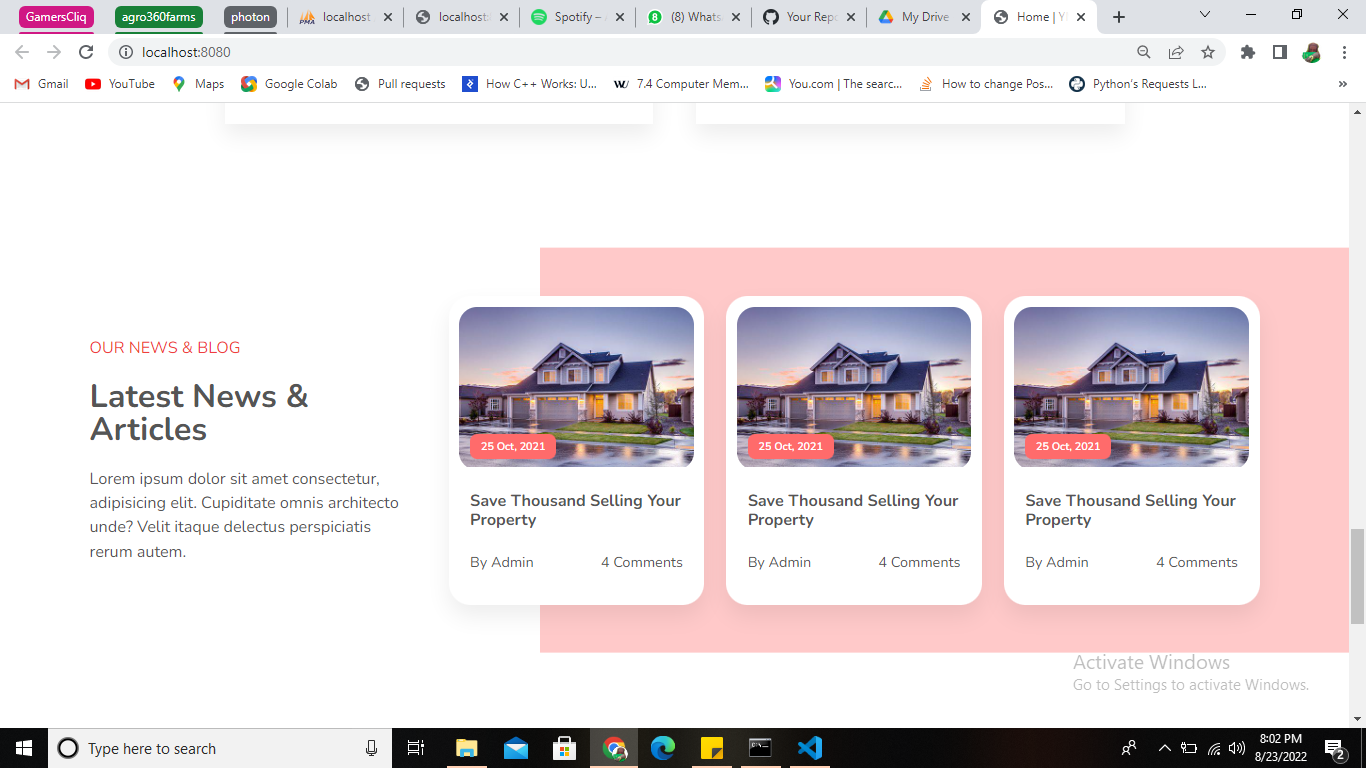 GamersCliq
agro360farms
photon
localhost
localhost
Spotify –
(8) Whats
Your Repo
My Drive
Home | Y
localhost:8080
Gmail
YouTube
Maps
Google Colab
Pull requests
How C++ Works: U...
7.4 Computer Mem...
You.com | The searc...
How to change Pos...
Python's Requests L...
OUR NEWS & BLOG
Latest News &
Articles
Lorem ipsum dolor sit amet consectetur,
adipisicing elit. Cupiditate omnis architecto
unde? Velit itaque delectus perspiciatis
rerum autem.
25 Oct, 2021
Save Thousand Selling Your
Property
By Admin
4 Comments
25 Oct, 2021
Save Thousand Selling Your
Property
By Admin
4 Comments
25 Oct, 2021
Save Thousand Selling Your
Property
By Admin
4 Comments
Activate Windows
Go to Settings to activate Windows.
Type here to search
8:02 PM
8/23/2022
2